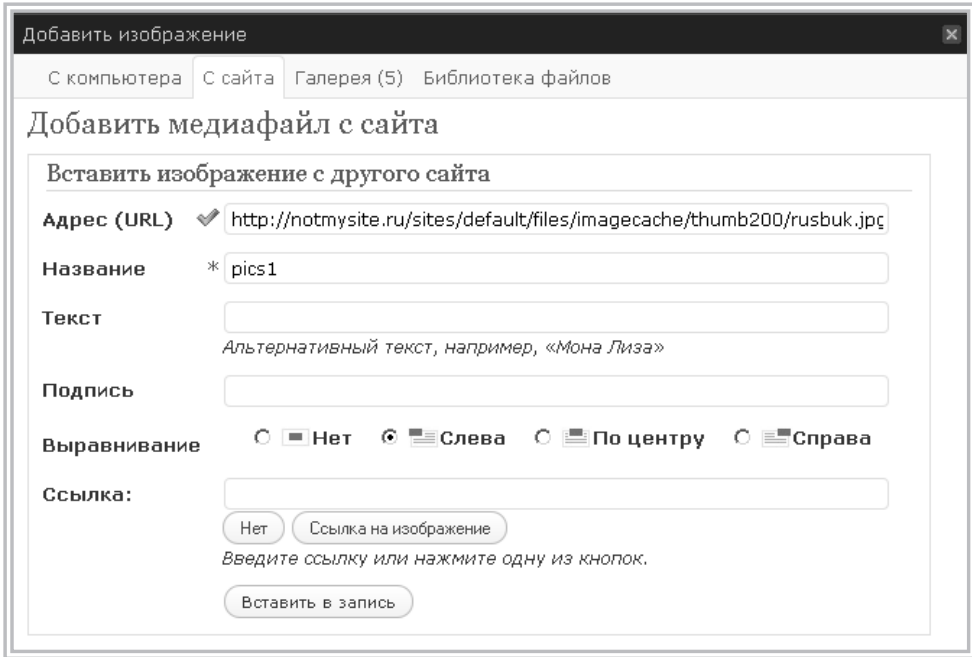 Добавить изображение
С компьютера С сайта Галерея (5) Библиотека файлов
Добавить медиафайл с сайта
Вставить изображение с другого сайта
Адрес (URL) http://notmysite.ru/sites/default/files/imagecache/thumb200/rusbuk.jpg
Название * pics1
Текст
Альтернативный текст, например, «Мона Лиза»
Подпись
Выравнивание Нет Слева По центру Справа
Ссылка:
Нет Ссылка на изображение
Введите ссылку или нажмите одну из кнопок.
Вставить в запись